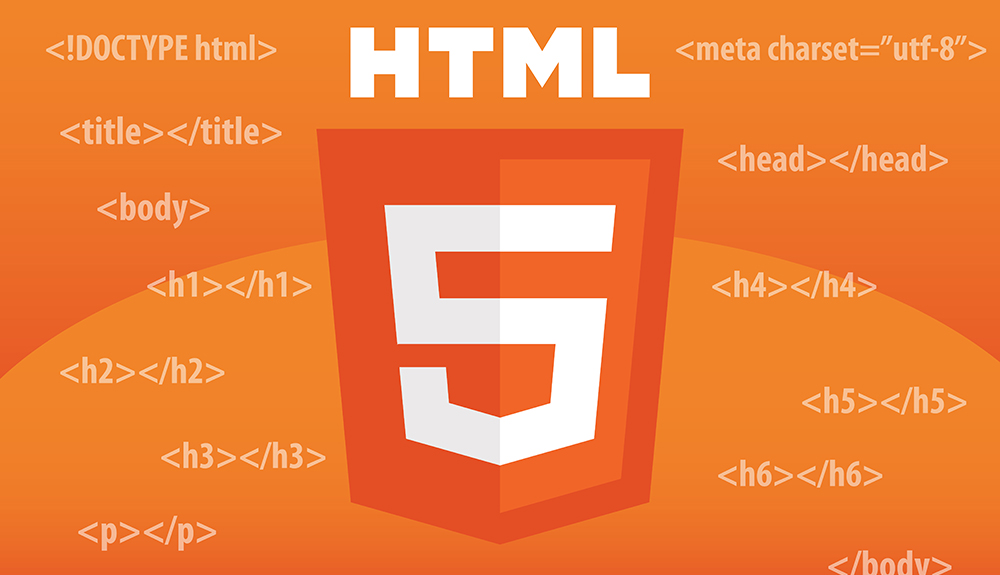 HTML
5
<!DOCTYPE html>
<title></title>
<body>
<h1></h1>
<h2></h2>
<h3></h3>
<p></p>
<meta charset=”utf-8”>
<head></head>
<h4></h4>
<h5></h5>
<h6></h6>
</body>